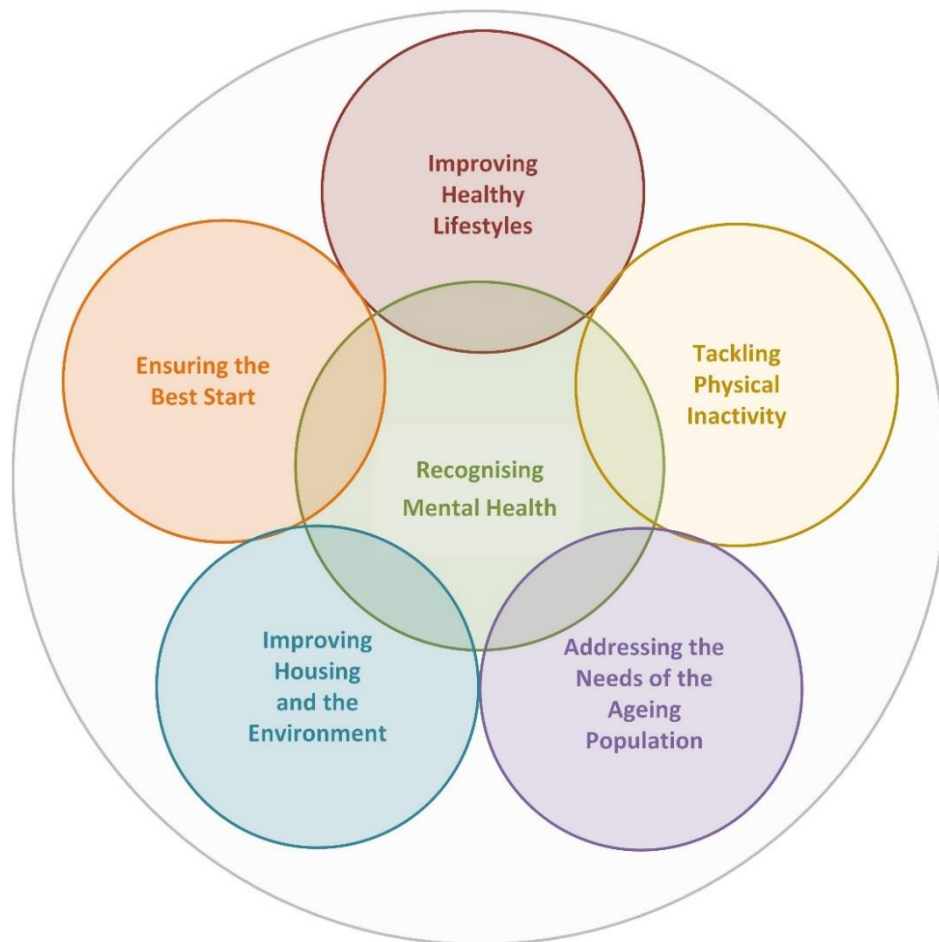 Improving
Healthy
Lifestyles
Ensuring the
Best Start
Tackling
Physical
Inactivity
Recognising
Mental Health
Improving
Housing
and the
Environment
Addressing the
Needs of the
Ageing
Population